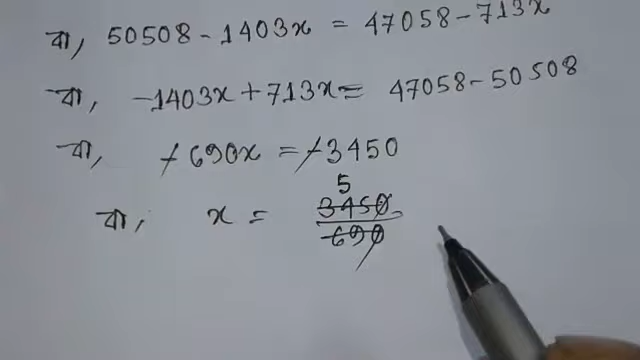 বা, 50508 - 1403x = 47058 - 713x
বা, -1403x + 713x = 47058 - 50508
বা, -690x = -3450
বা, x = 3450/690 5